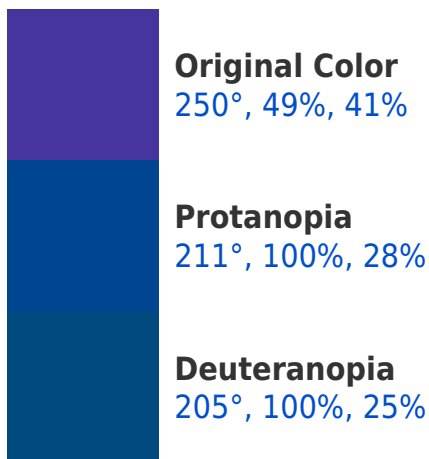 Original Color
250°, 49%, 41%
Protanopia
211°, 100%, 28%
Deuteranopia
205°, 100%, 25%